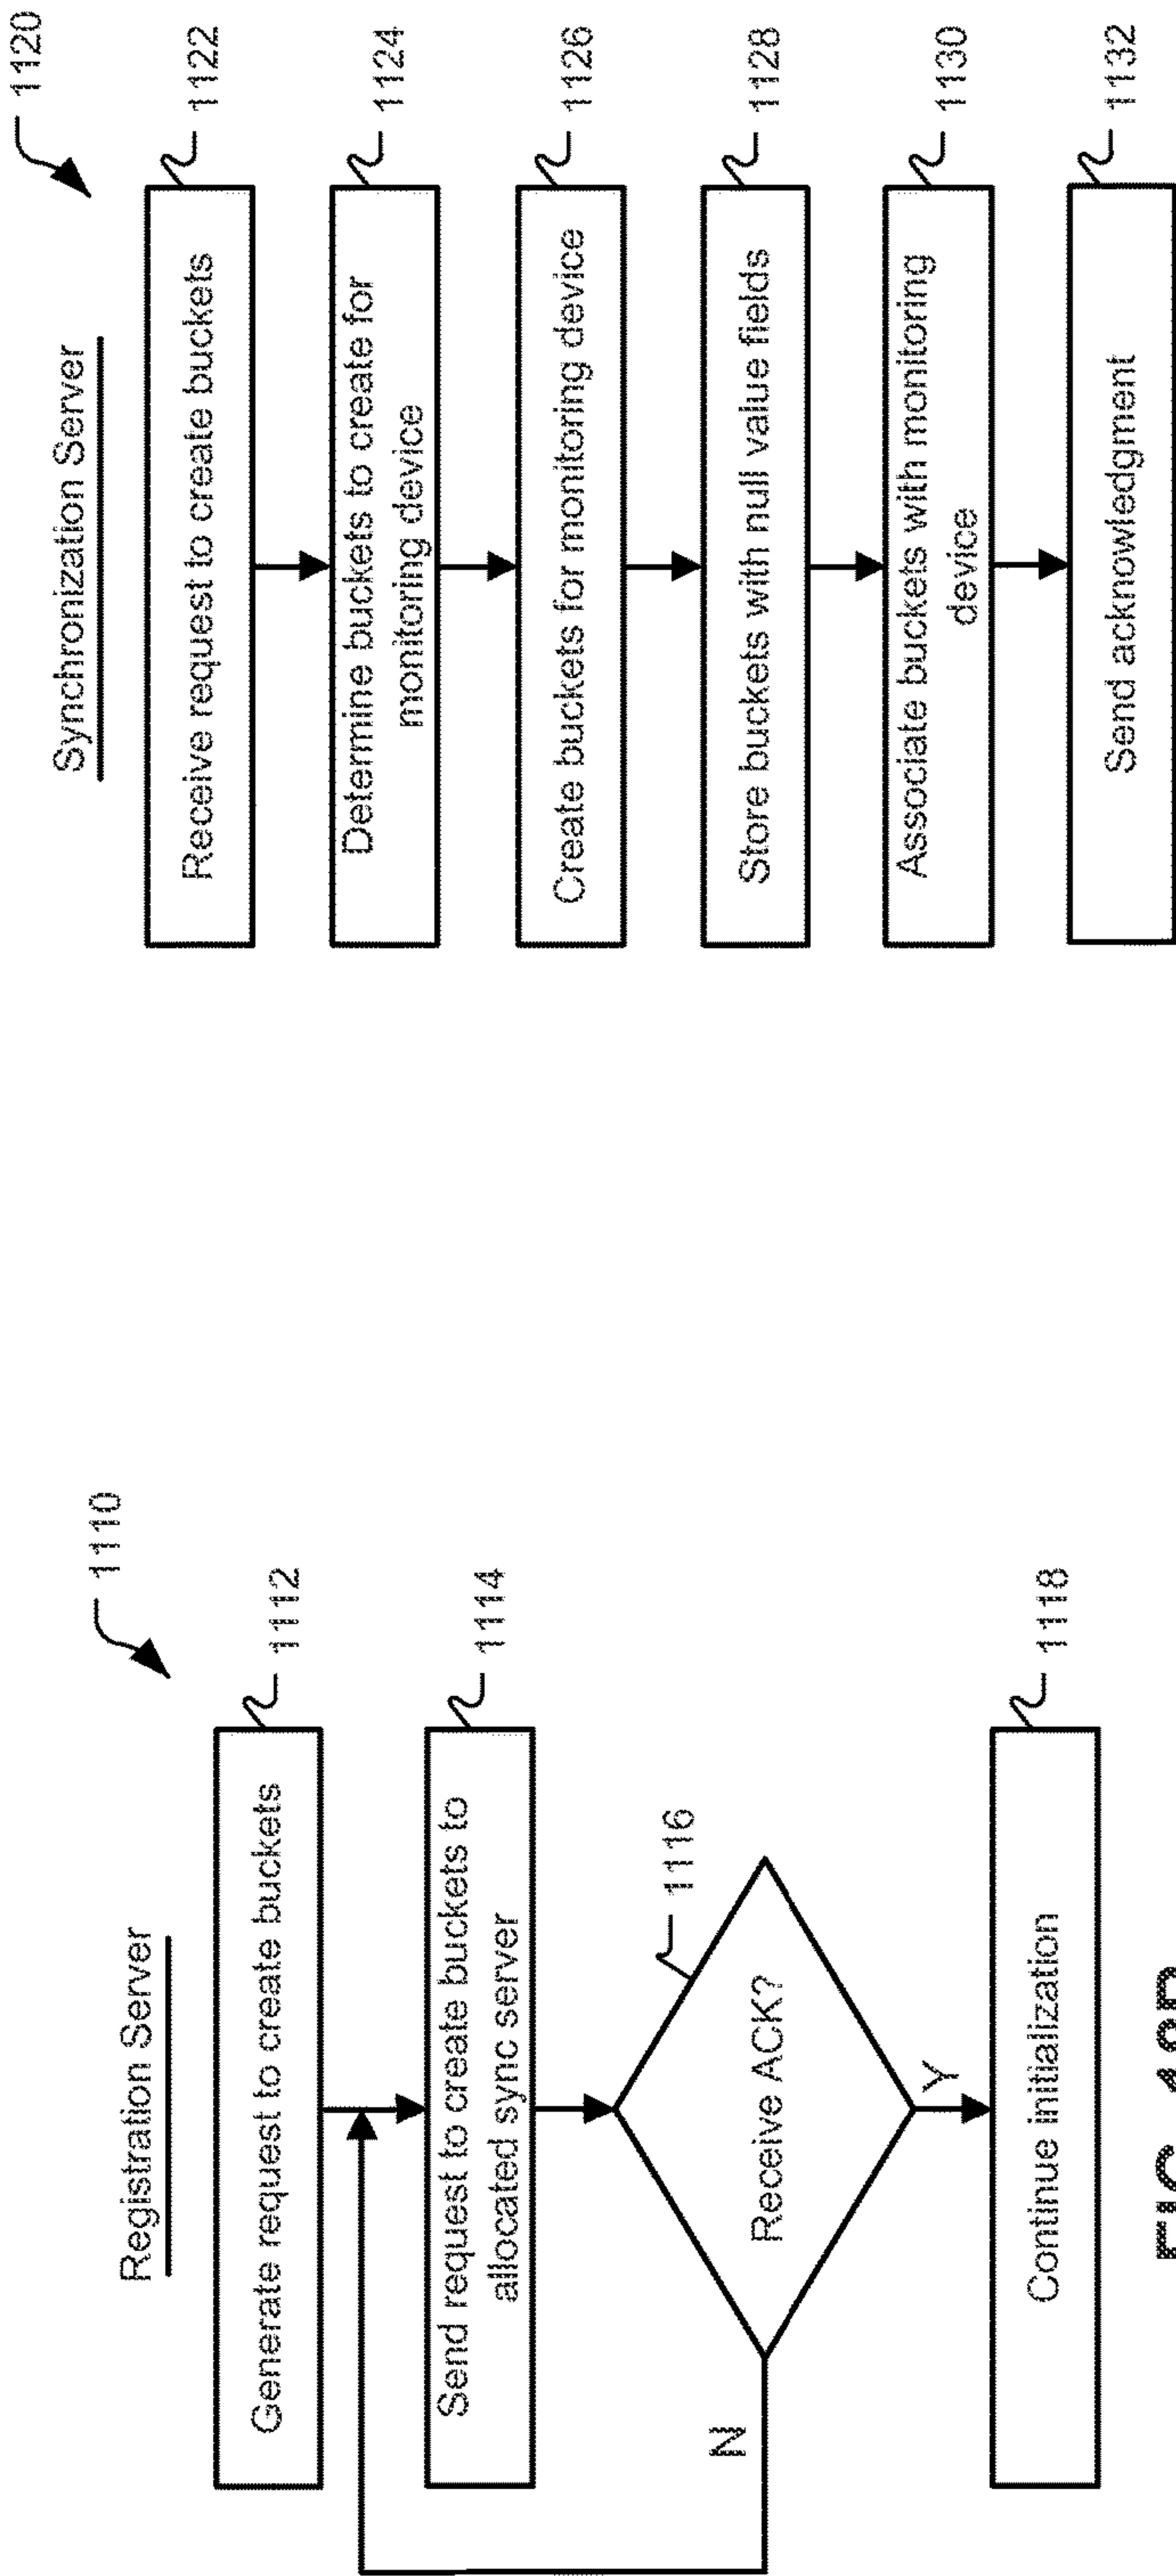 Registration Server
1110
Generate request to create buckets
1112
Send request to create buckets to
allocated sync server
1114
Receive ACK?
1116
N
Y
Continue initialization
1118
Synchronization Server
1120
Receive request to create buckets
1122
Determine buckets to create for
monitoring device
1124
Create buckets for monitoring device
1126
Store buckets with null value fields
1128
Associate buckets with monitoring
device
1130
Send acknowledgment
1132